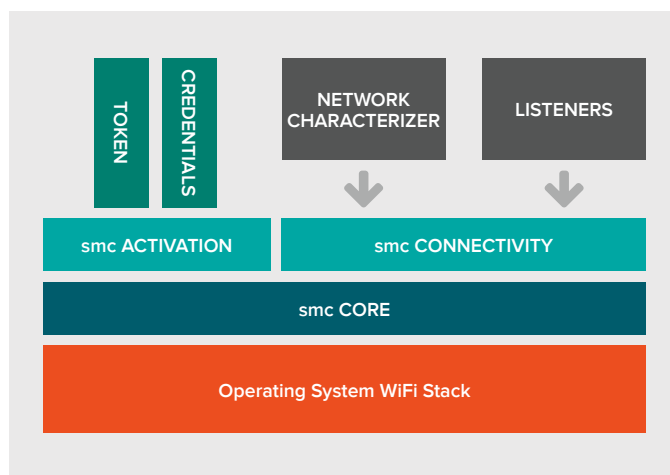 TOKEN
CREDENTIALS
NETWORK
CHARACTERIZER
LISTENERS
smc ACTIVATION
smc CONNECTIVITY
smc CORE
Operating System WiFi Stack